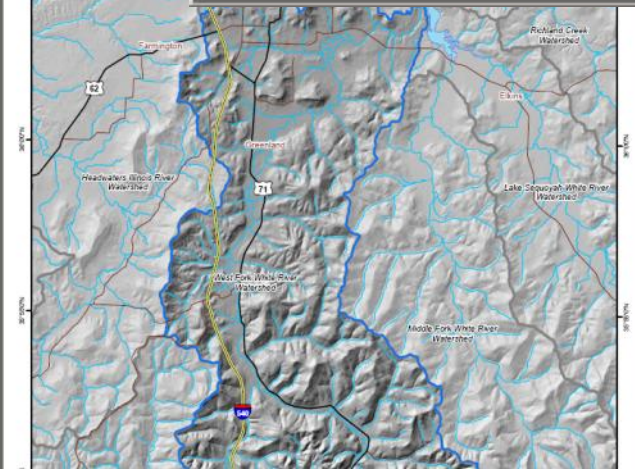 Richland Creek
Watershed
Farmington
62
Elkins
Greenland
Headwaters Illinois River
Watershed
71
Lake Sequoyah-White River
Watershed
West Fork White River
Watershed
Middle Fork White River
Watershed
540